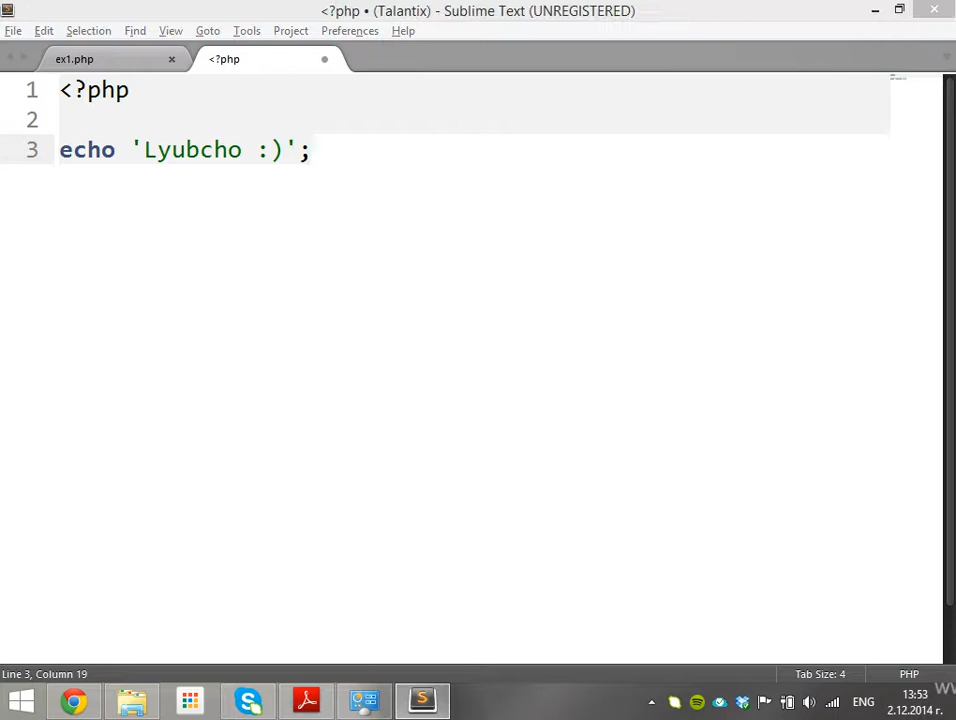 <?php • (Talantix) - Sublime Text (UNREGISTERED)
File Edit Selection Find View Goto Tools Project Preferences Help
ex1.php <?php
1 <?php
2
3 echo 'Lyubcho :)';
Line 3, Column 19 Tab Size: 4 PHP
ENG 13:53
2.12.2014 г.